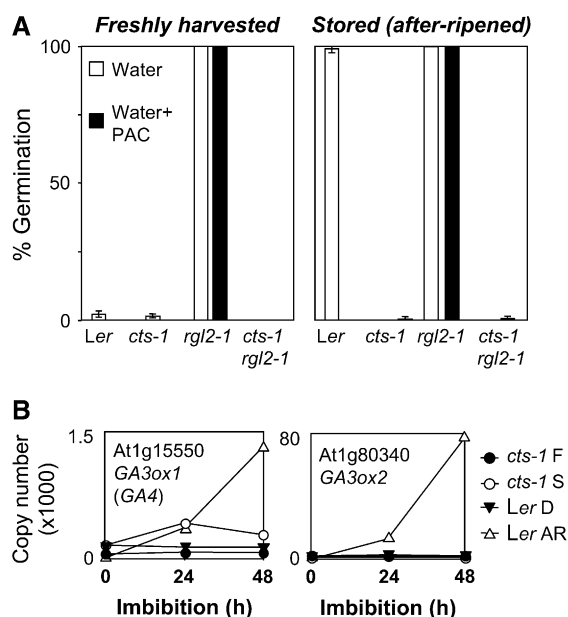 A
Freshly harvested Stored (after-ripened)
% Germination
100
50
0
Water
Water+
PAC
Ler cts-1 rgl2-1 cts-1
rgl2-1
Ler cts-1 rgl2-1 cts-1
rgl2-1
B
Copy number
(x1000)
1.5
0
At1g15550
GA3ox1
(GA4)
0 24 48
Imbibition (h)
80
0
At1g80340
GA3ox2
0 24 48
Imbibition (h)
cts-1 F
cts-1 S
Ler D
Ler AR